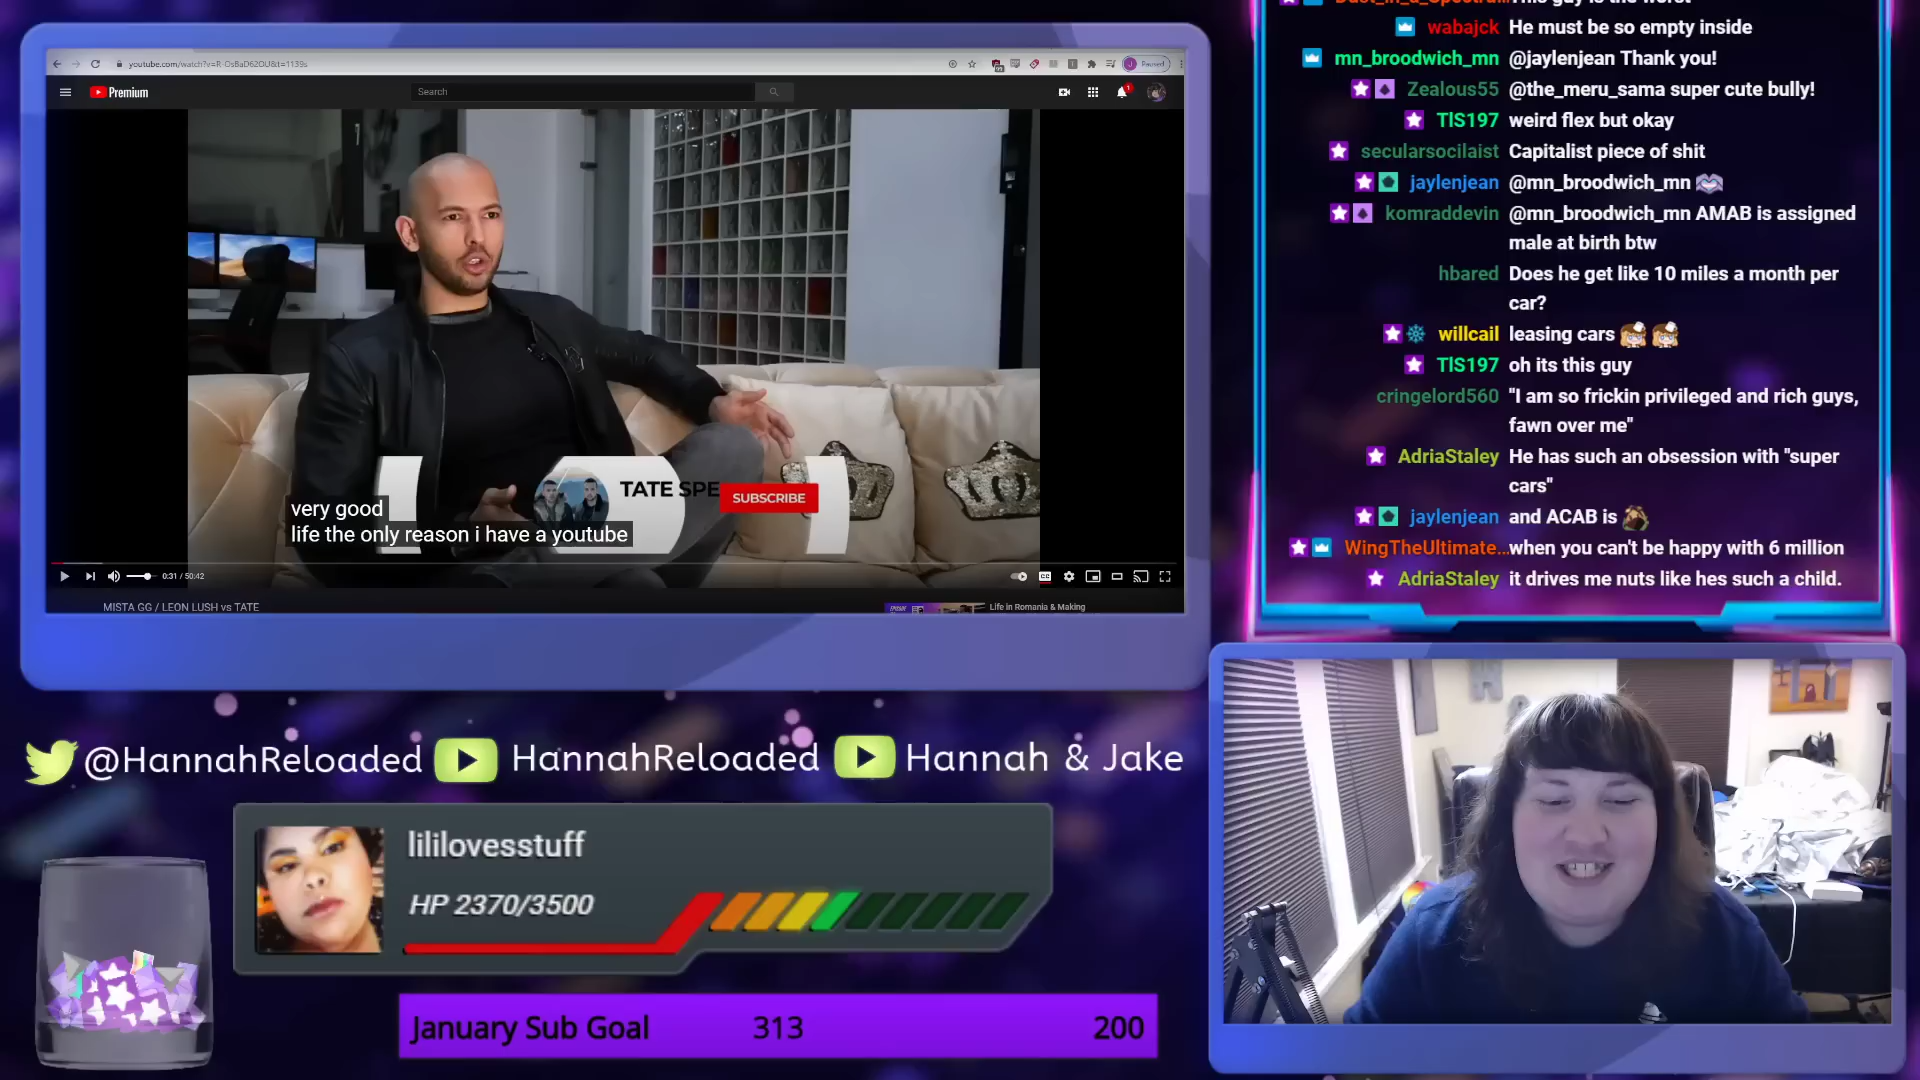 youtube.com/watch?v=R-OsBaD62OU&t=1139s
Paused
Premium
Search
1
TATE SPE
SUBSCRIBE
very good
life the only reason i have a youtube
0:31 / 50:42
MISTA GG / LEON LUSH vs TATE
Life in Romania & Making
wabajck He must be so empty inside
mn_broodwich_mn @jaylenjean Thank you!
Zealous55 @the_meru_sama super cute bully!
TIS197 weird flex but okay
secularsocilaist Capitalist piece of shit
jaylenjean @mn_broodwich_mn
komraddevin @mn_broodwich_mn AMAB is assigned
male at birth btw
hbared Does he get like 10 miles a month per
car?
willcail leasing cars
TIS197 oh its this guy
cringelord560 "I am so frickin privileged and rich guys,
fawn over me"
AdriaStaley He has such an obsession with "super
cars"
jaylenjean and ACAB is
WingTheUltimate... when you can't be happy with 6 million
AdriaStaley it drives me nuts like hes such a child.
@HannahReloaded HannahReloaded Hannah & Jake
lililovesstuff
HP 2370/3500
January Sub Goal 313 200